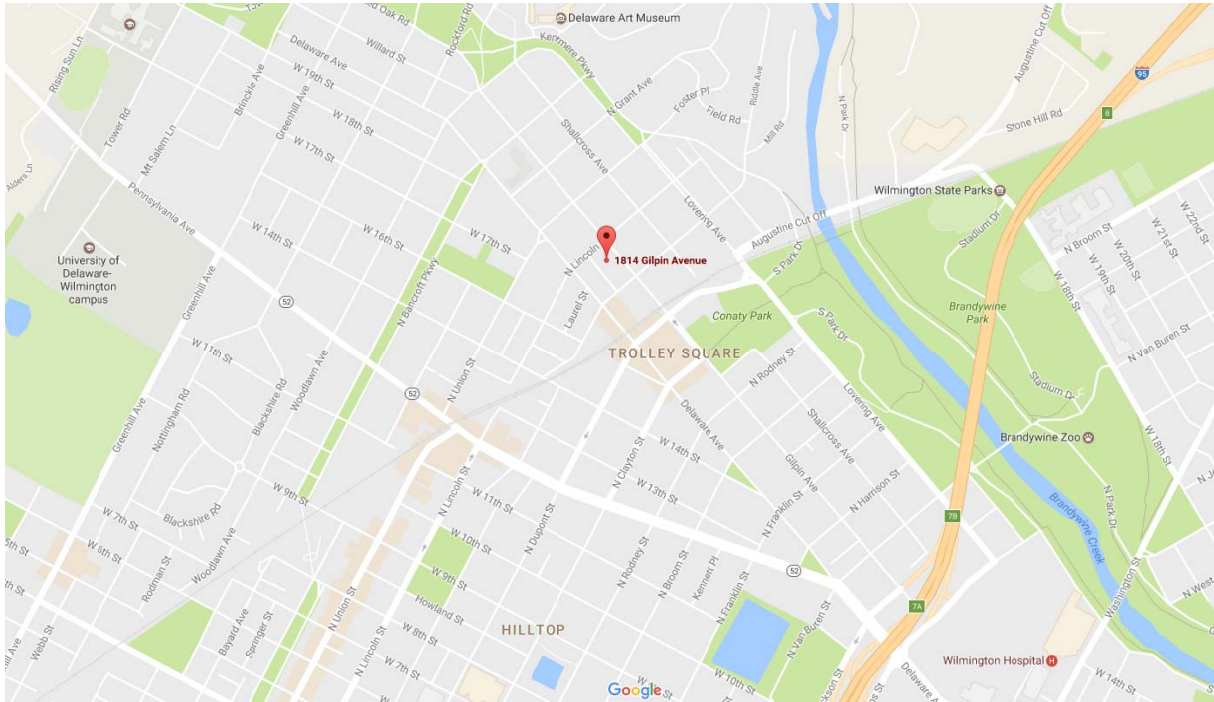 Delaware Art Museum
Rockford Rd
Kentmere Pkwy
Augustine Cut Off
Rising Sun Ln
Delaware Ave
Willard St
95
W 19th St
Brinckle Ave
Greenhill Ave
N Grant Ave
Foster Pl
Riddle Ave
Field Rd
Mill Rd
N Park Dr
8
Stone Hill Rd
Tower Rd
Mt Salem Ln
W 18th St
Shallcross Ave
W 17th St
Alders Ln
Wilmington State Parks
Pennsylvania Ave
Lovering Ave
Augustine Cut Off
Stadium Dr
W 22nd St
W 21st St
N Broom St
W 20th St
W 19th St
W 18th St
W 14th St
W 16th St
W 17th St
N Lincoln
1814 Gilpin Avenue
S Park Dr
University of
Delaware-
Wilmington
campus
Greenhill Ave
N Bancroft Pkwy
52
Laurel St
Conaty Park
S Park Dr
Brandywine
Park
TROLLEY SQUARE
N Van Buren St
W 11th St
Woodlawn Ave
N Union St
N Rodney St
Stadium Dr
Blackshire Rd
Nottingham Rd
52
Delaware Ave
Shallcross Ave
Lovering Ave
Greenhill Ave
N Clayton St
W 14th St
Gilpin Ave
Brandywine Zoo
W 18th St
N Lincoln St
W 13th St
N Harrison St
W 9th St
W 11th St
N Franklin St
N Park Dr
Brandywine Creek
W 7th St
Blackshire Rd
W 10th St
N Dupont St
7B
Woodlawn Ave
Rodman St
N Rodney St
N Broom St
Kennett Pl
N Franklin St
52
W 9th St
N Union St
Howland St
7A
Washington St
N West
Bayard Ave
Springer St
Webb St
W 8th St
HILLTOP
N Van Buren St
N Lincoln St
W 7th St
Wilmington Hospital
H
W 10th St
Google
Delaware A
W 14th St